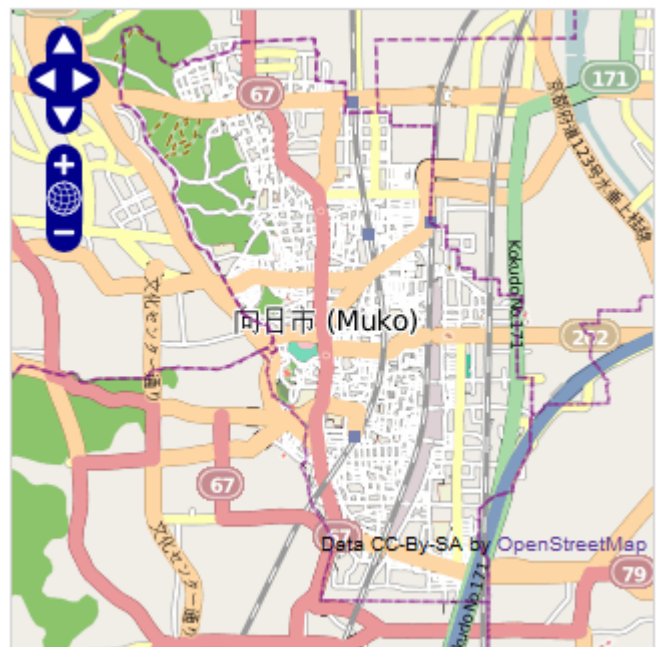 67
171
京都府道123号水垂上桂線
Kokudo No.171
文化センター通り
向日市 (Muko)
202
67
67
Data CC-By-SA by OpenStreetMap
文化センター通り
79
Kokudo No.171